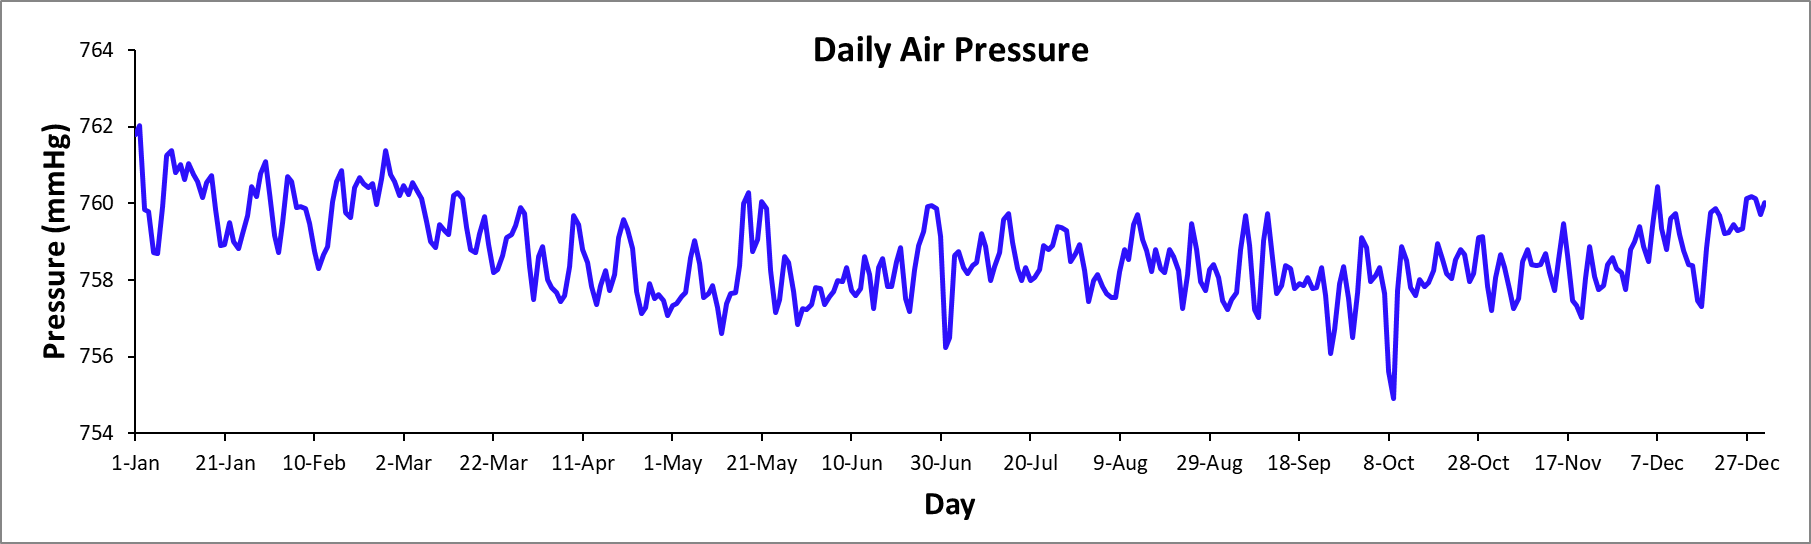 Daily Air Pressure
Pressure (mmHg)
764
762
760
758
756
754
1-Jan 21-Jan 10-Feb 2-Mar 22-Mar 11-Apr 1-May 21-May 10-Jun 30-Jun 20-Jul 9-Aug 29-Aug 18-Sep 8-Oct 28-Oct 17-Nov 7-Dec 27-Dec
Day